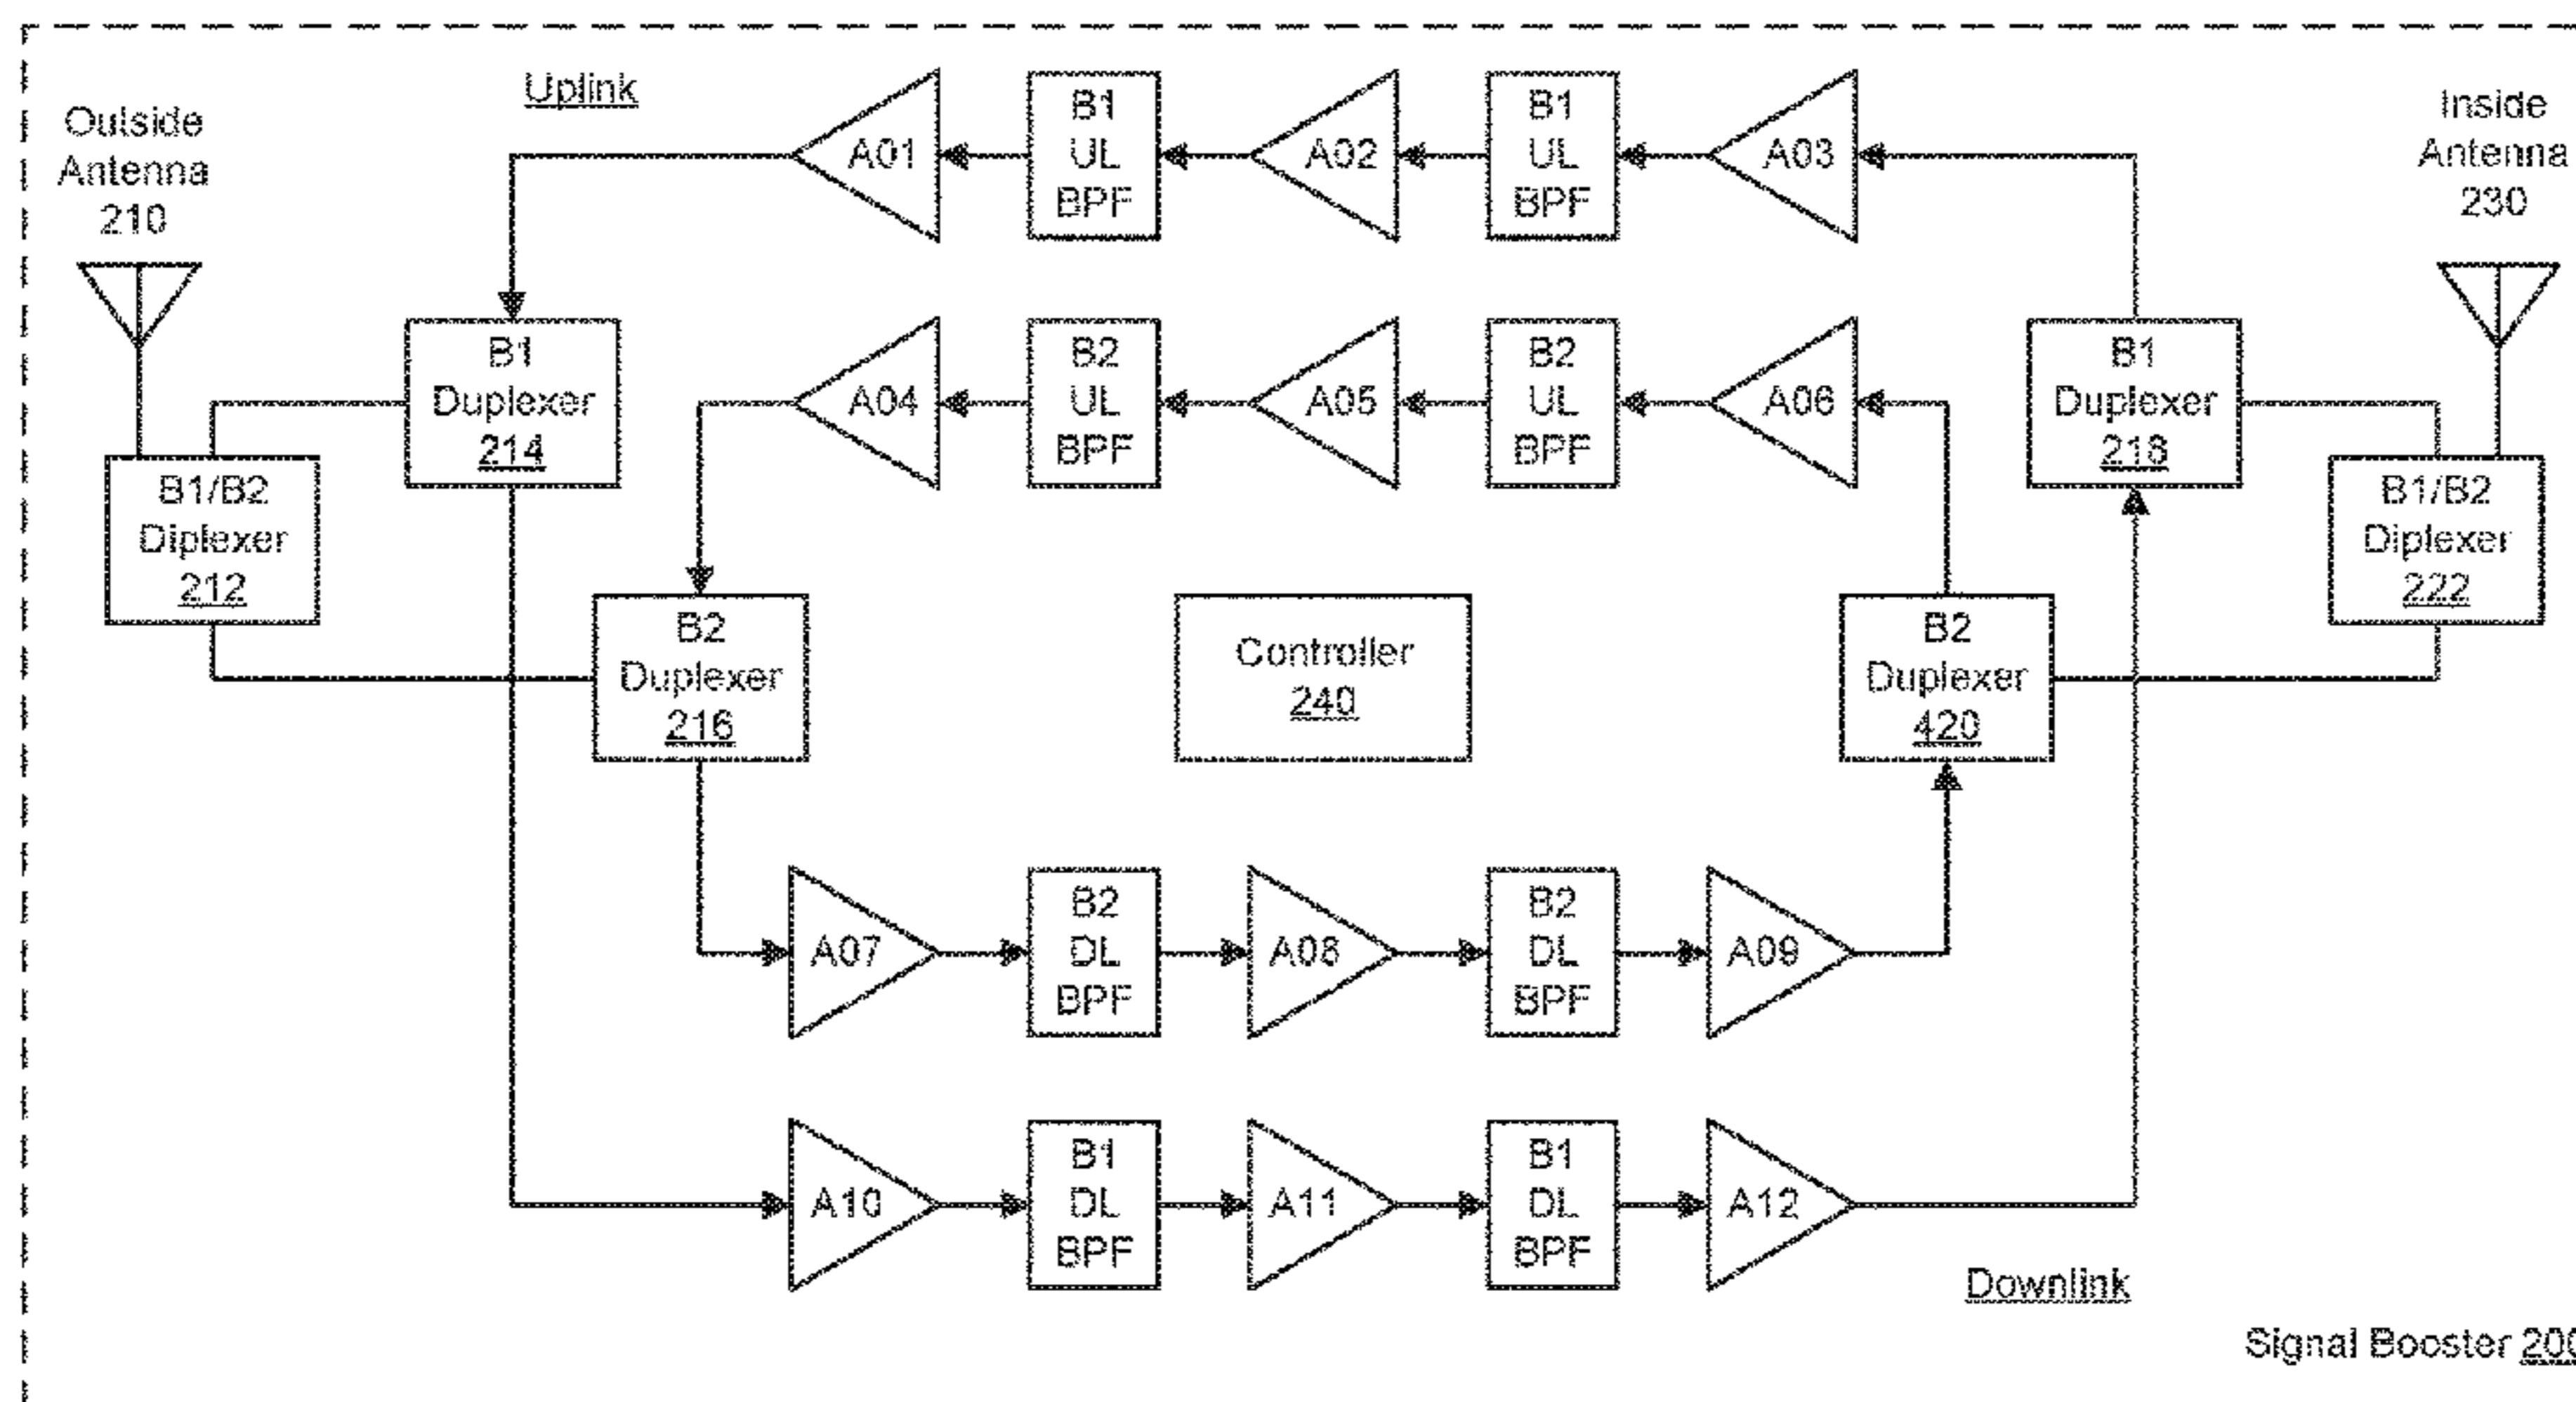 Uplink
Outside
Antenna
210
Inside
Antenna
230
A01
B1
UL
BPF
A02
B1
UL
BPF
A03
B1
Duplexer
214
A04
B2
UL
BPF
A05
B2
UL
BPF
A06
B1
Duplexer
218
B1/B2
Diplexer
212
B1/B2
Diplexer
222
B2
Duplexer
216
Controller
240
B2
Duplexer
420
A07
B2
DL
BPF
A08
B2
DL
BPF
A09
A10
B1
DL
BPF
A11
B1
DL
BPF
A12
Downlink
Signal Booster 200